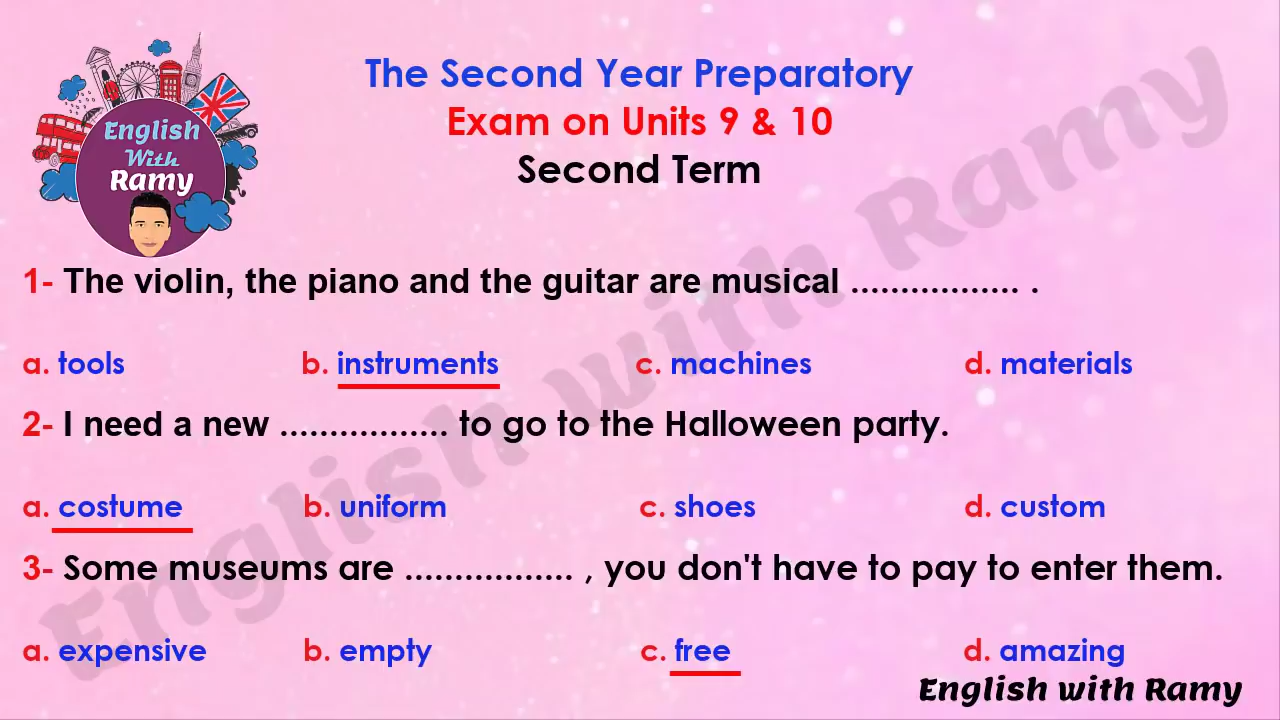 English
With
Ramy
The Second Year Preparatory
Exam on Units 9 & 10
Second Term
1- The violin, the piano and the guitar are musical ................. .
a. tools b. instruments c. machines d. materials
2- I need a new ................. to go to the Halloween party.
a. costume b. uniform c. shoes d. custom
3- Some museums are ................. , you don't have to pay to enter them.
a. expensive b. empty c. free d. amazing
English with Ramy
English with Ramy